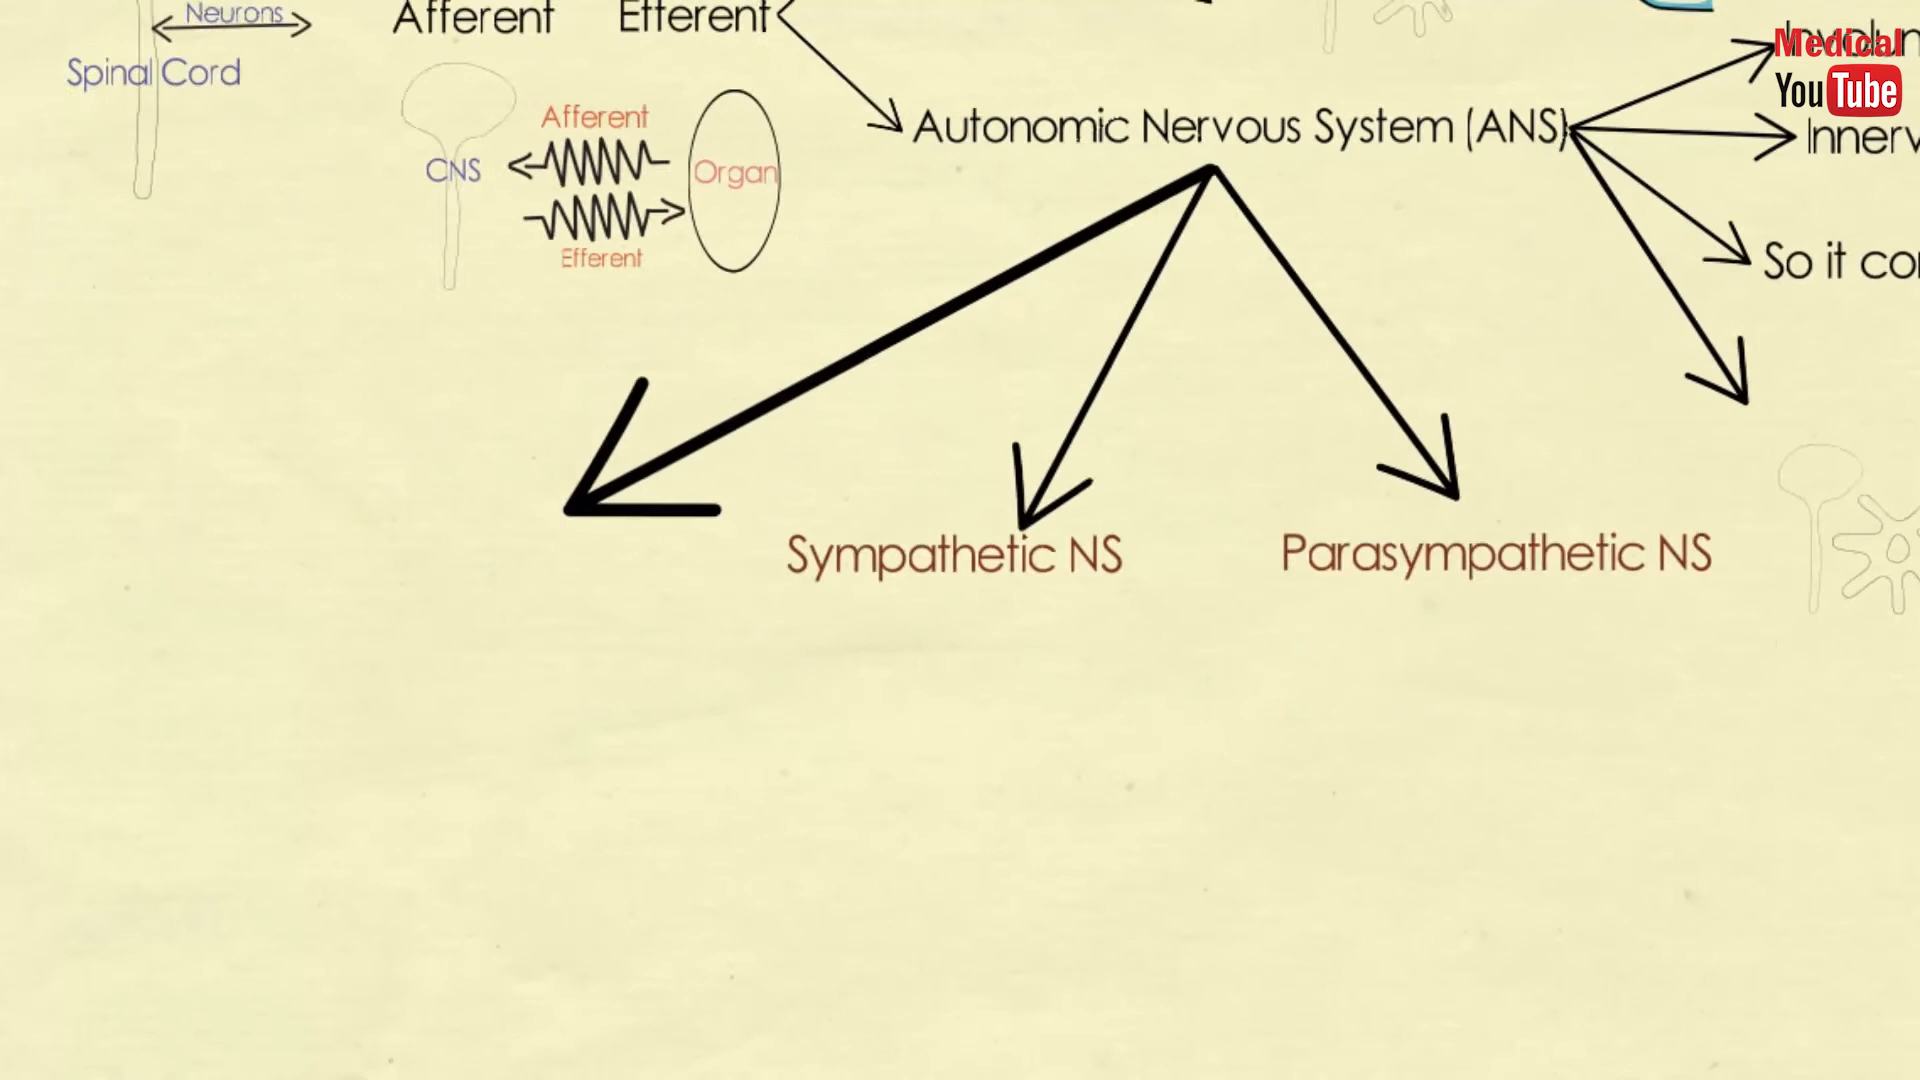 Neurons
Afferent
Efferent
Spinal Cord
Medical
YouTube
Afferent
CNS
Organ
Efferent
Autonomic Nervous System (ANS)
Innerv
So it co
Sympathetic NS
Parasympathetic NS